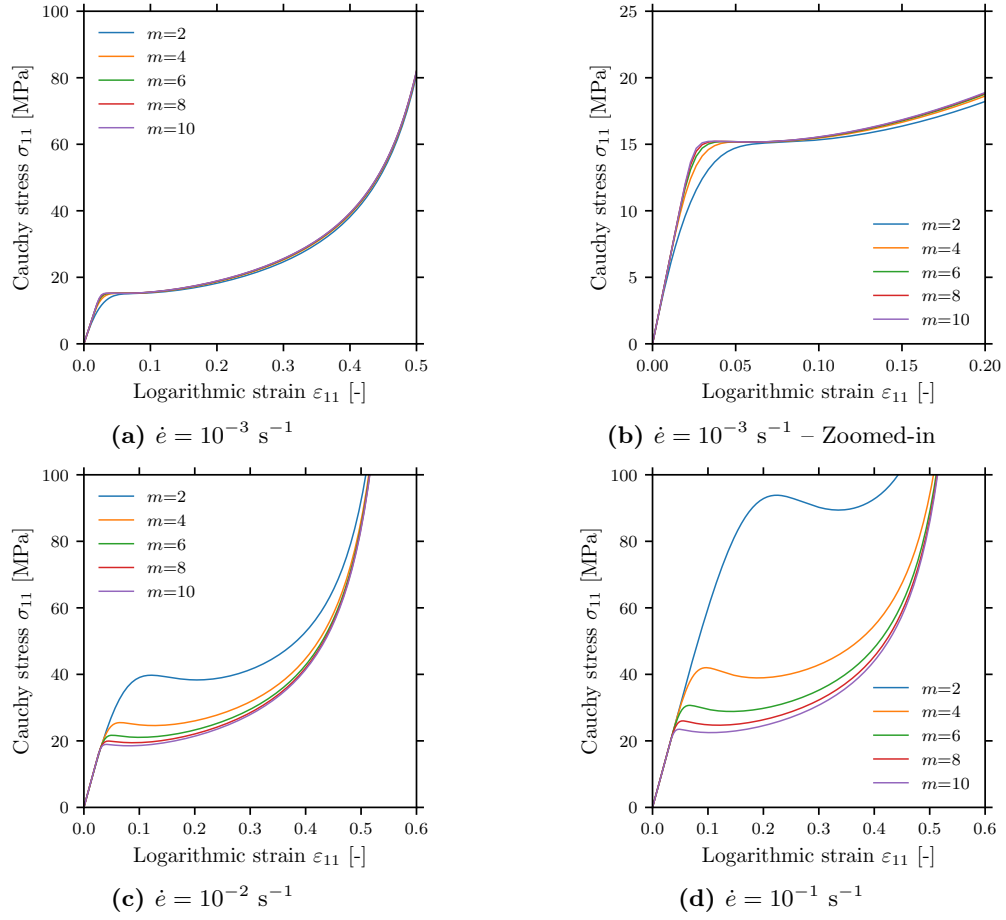 100
80
60
40
20
0
0.0 0.1 0.2 0.3 0.4 0.5
Cauchy stress σ₁₁ [MPa]
Logarithmic strain ε₁₁ [-]
m=2
m=4
m=6
m=8
m=10
(a) ė = 10⁻³ s⁻¹
25
20
15
10
5
0
0.00 0.05 0.10 0.15 0.20
Cauchy stress σ₁₁ [MPa]
Logarithmic strain ε₁₁ [-]
m=2
m=4
m=6
m=8
m=10
(b) ė = 10⁻³ s⁻¹ – Zoomed-in
100
80
60
40
20
0
0.0 0.1 0.2 0.3 0.4 0.5 0.6
Cauchy stress σ₁₁ [MPa]
Logarithmic strain ε₁₁ [-]
m=2
m=4
m=6
m=8
m=10
(c) ė = 10⁻² s⁻¹
100
80
60
40
20
0
0.0 0.1 0.2 0.3 0.4 0.5 0.6
Cauchy stress σ₁₁ [MPa]
Logarithmic strain ε₁₁ [-]
m=2
m=4
m=6
m=8
m=10
(d) ė = 10⁻¹ s⁻¹